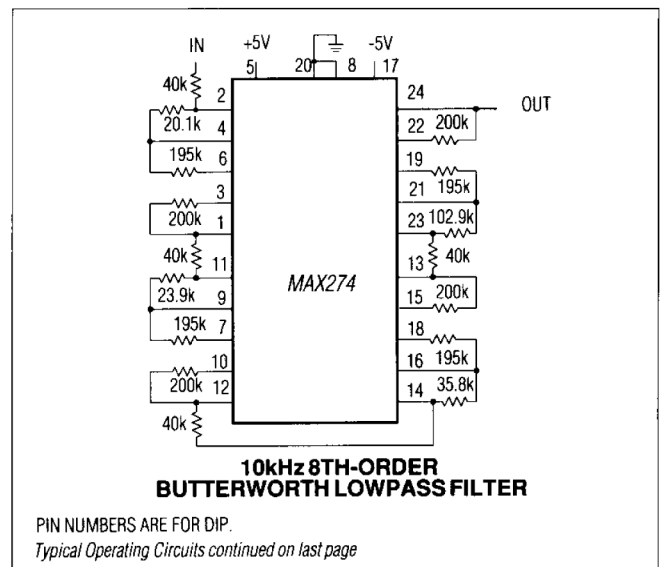 IN +5V -5V
5 20 8 17
40k
2 24 OUT
20.1k 4 22 200k
195k 6 19
3 21 195k
200k 1 23 102.9k
40k 11 13 40k
MAX274
23.9k 9 15 200k
195k 7 18
10 16 195k
200k 12 14 35.8k
40k
10kHz 8TH-ORDER
BUTTERWORTH LOWPASS FILTER
PIN NUMBERS ARE FOR DIP.
Typical Operating Circuits continued on last page